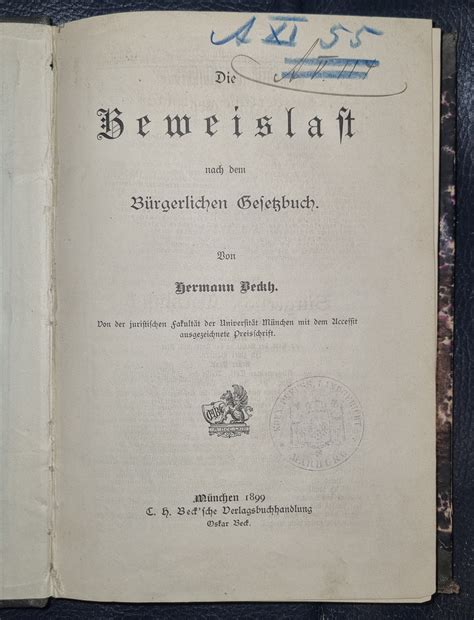 A XI 55
Die
Beweislaſt
nach dem
Bürgerlichen Geſetzbuch.
Von
Hermann Beckh.
Von der juriſtiſchen Fakultät der Univerſität München mit dem Acceſſit
ausgezeichnete Preisſchrift.
München 1899
C. H. Beck'ſche Verlagsbuchhandlung
Oskar Beck.